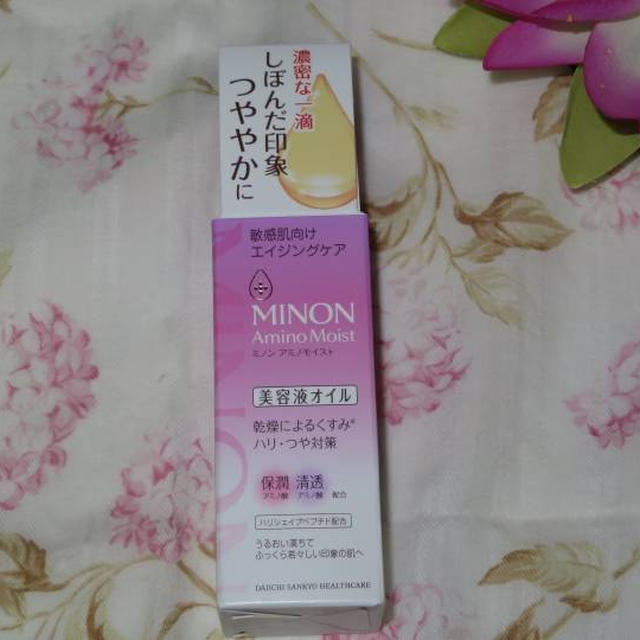 濃密な一滴
しぼんだ印象
つややかに
敏感肌向け
エイジングケア
MINON
Amino Moist
ミノン アミノモイスト
美容液オイル
乾燥によるくすみ*
ハリ・つや対策
保潤 清透
アミノ酸 アミノ酸 配合
ハリシェイプペプチド配合
うるおい満ちて
ふっくら若々しい印象の肌へ
DAIICHI SANKYO HEALTHCARE
MINON